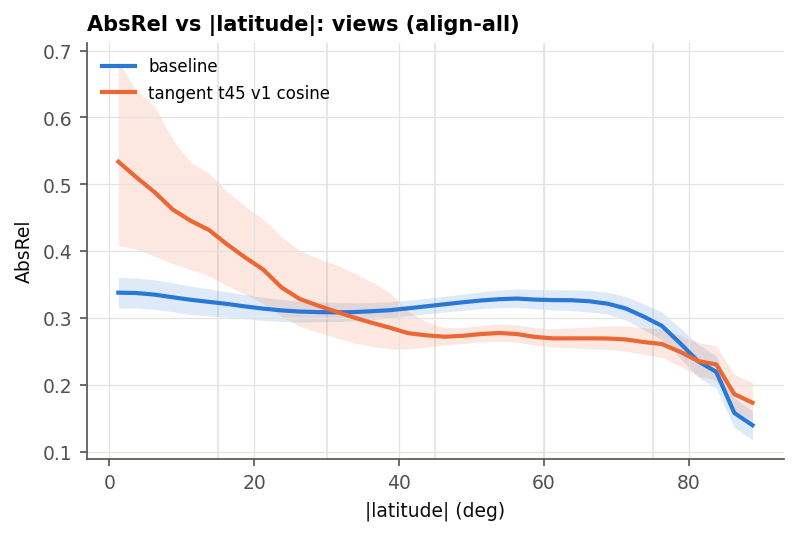 AbsRel vs |latitude|: views (align-all)
baseline
tangent t45 v1 cosine
0.7
0.6
0.5
0.4
0.3
0.2
0.1
AbsRel
0 20 40 60 80
|latitude| (deg)